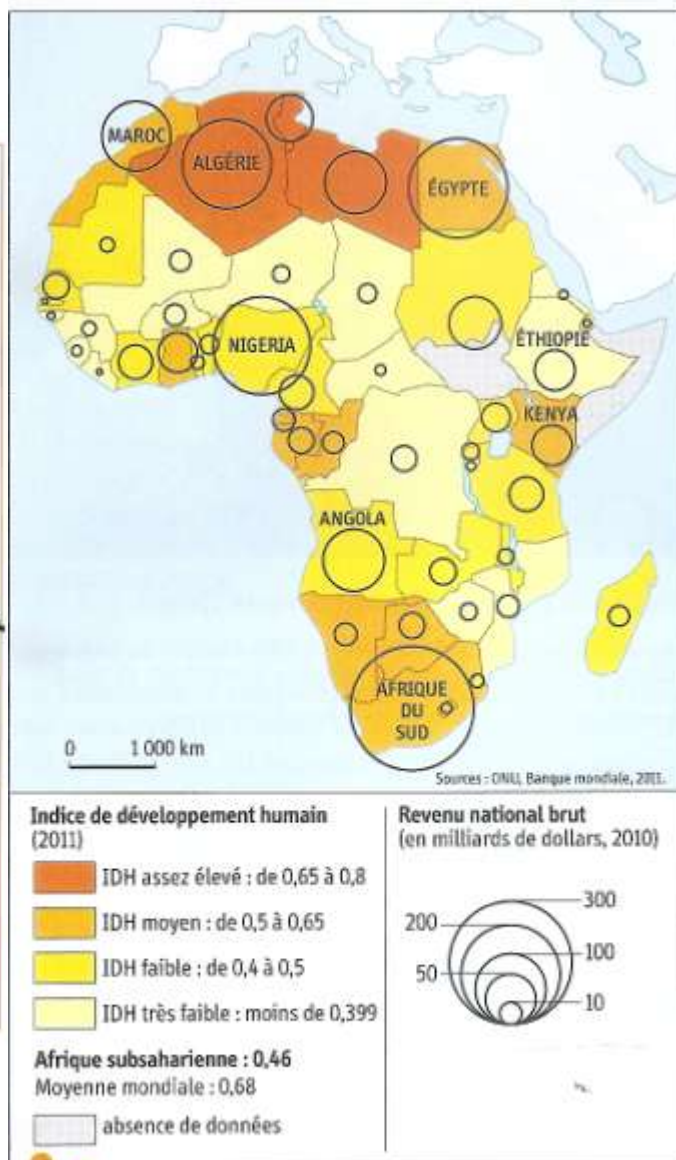 MAROC
ALGÉRIE
ÉGYPTE
NIGERIA
ÉTHIOPIE
KENYA
ANGOLA
AFRIQUE
DU
SUD
0 1 000 km
Sources : ONU, Banque mondiale, 2011.
Indice de développement humain
(2011)
IDH assez élevé : de 0,65 à 0,8
IDH moyen : de 0,5 à 0,65
IDH faible : de 0,4 à 0,5
IDH très faible : moins de 0,399
Afrique subsaharienne : 0,46
Moyenne mondiale : 0,68
absence de données
Revenu national brut
(en milliards de dollars, 2010)
300
200
100
50
10